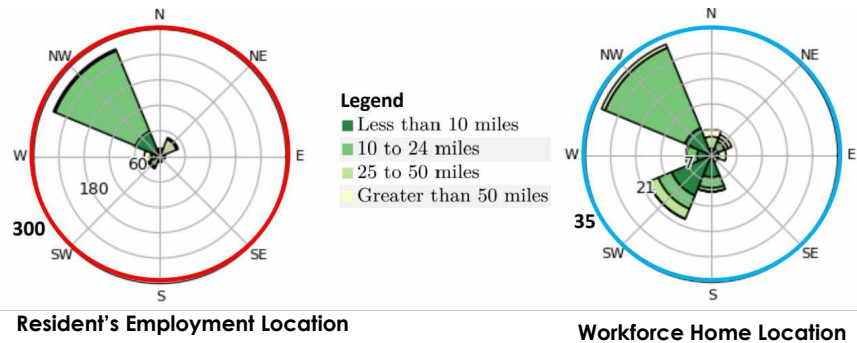 N
NW
NE
W
E
60
180
300
SW
SE
S
Resident's Employment Location
Legend
Less than 10 miles
10 to 24 miles
25 to 50 miles
Greater than 50 miles
N
NW
NE
W
E
7
21
35
SW
SE
S
Workforce Home Location